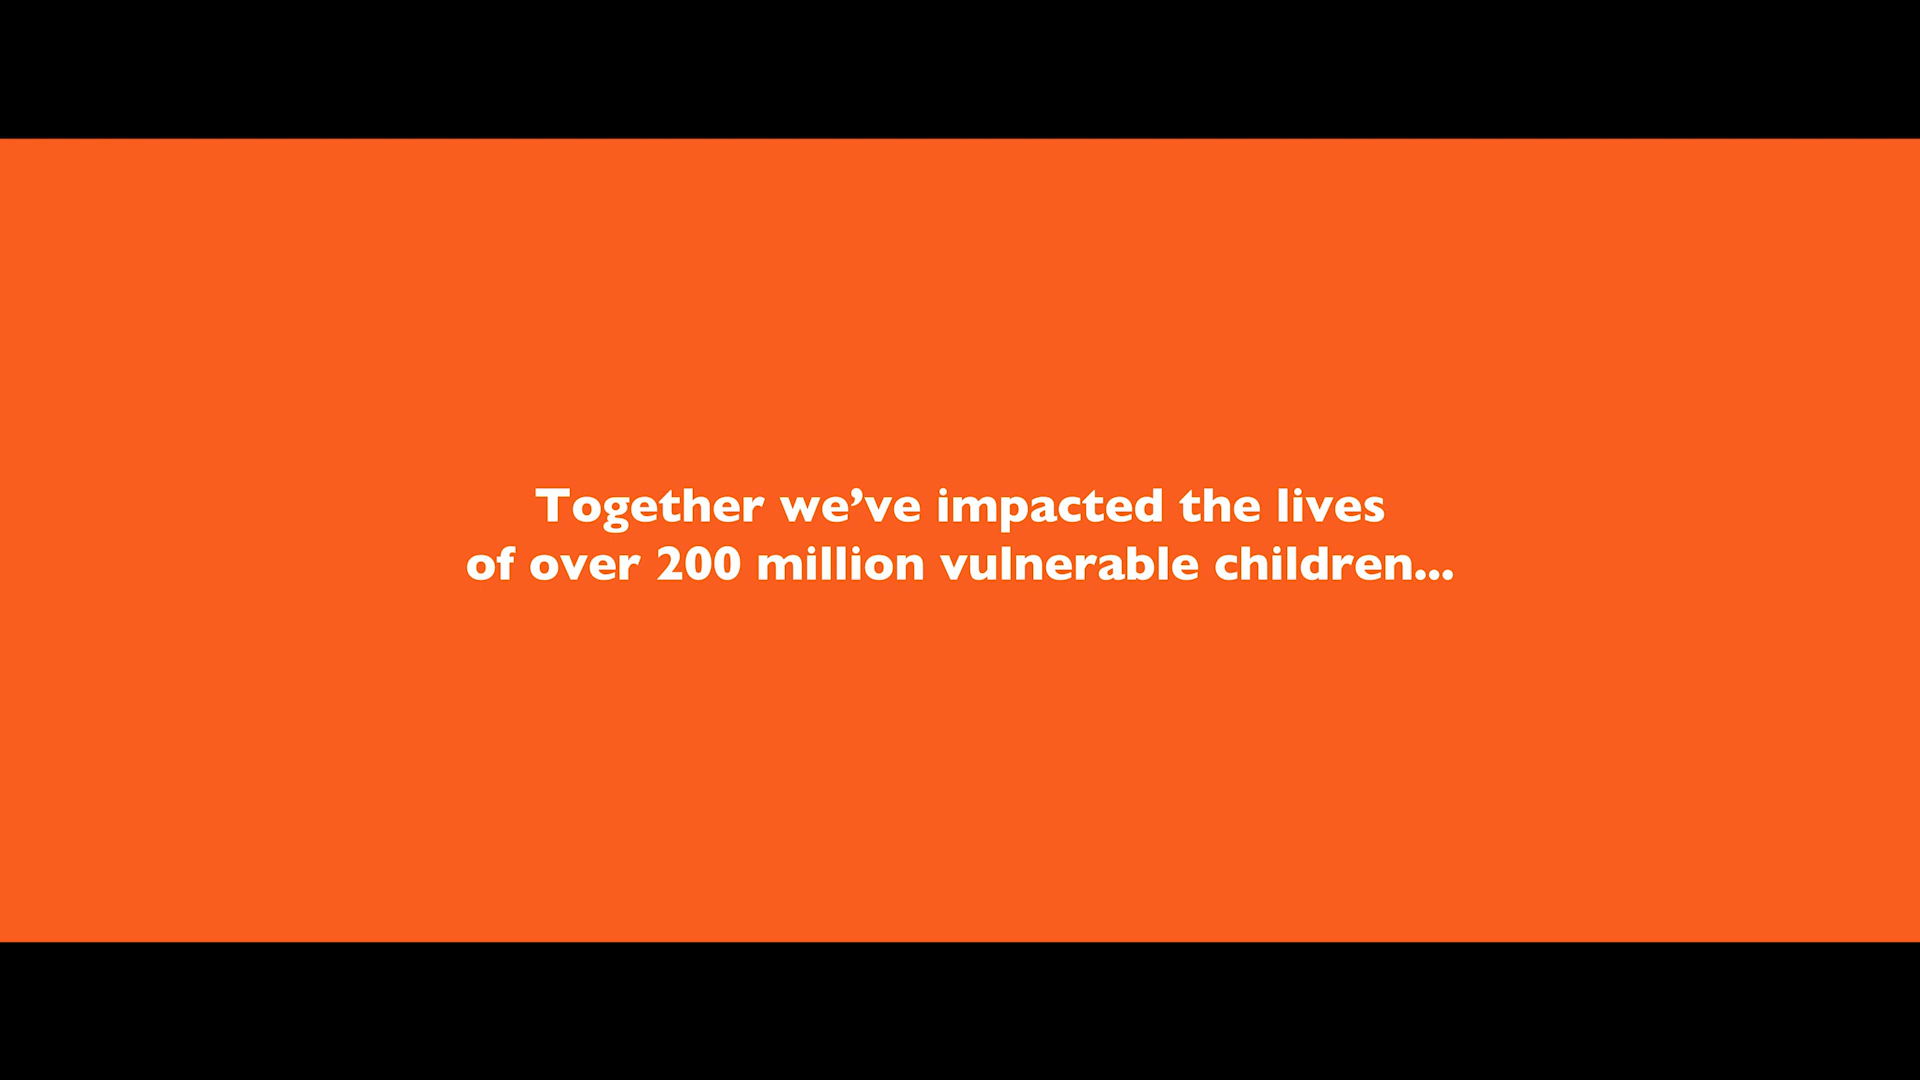 Together we’ve impacted the lives
of over 200 million vulnerable children...